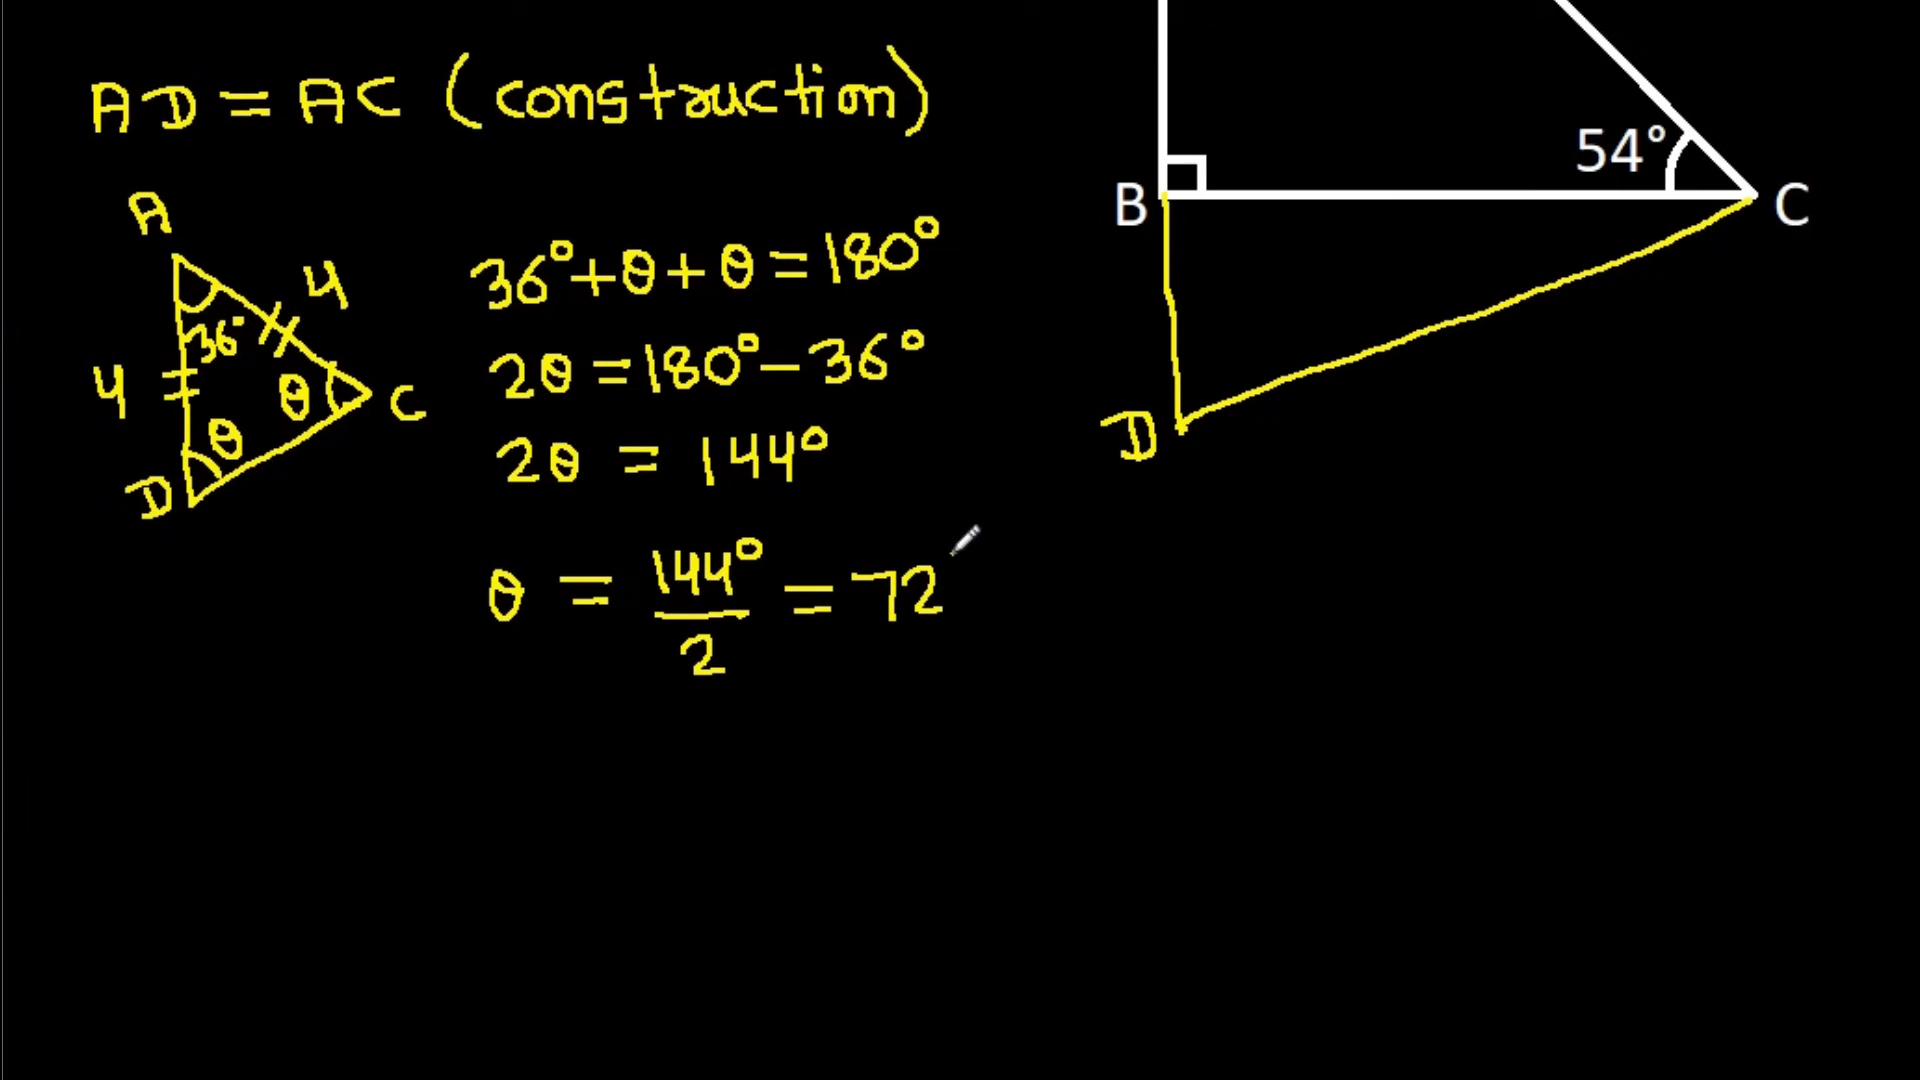 AD = AC (construction)
A
4
36°
4
θ
C
θ
D
36° + θ + θ = 180°
2θ = 180° - 36°
2θ = 144°
θ = 144°/2 = 72
54°
B
C
D